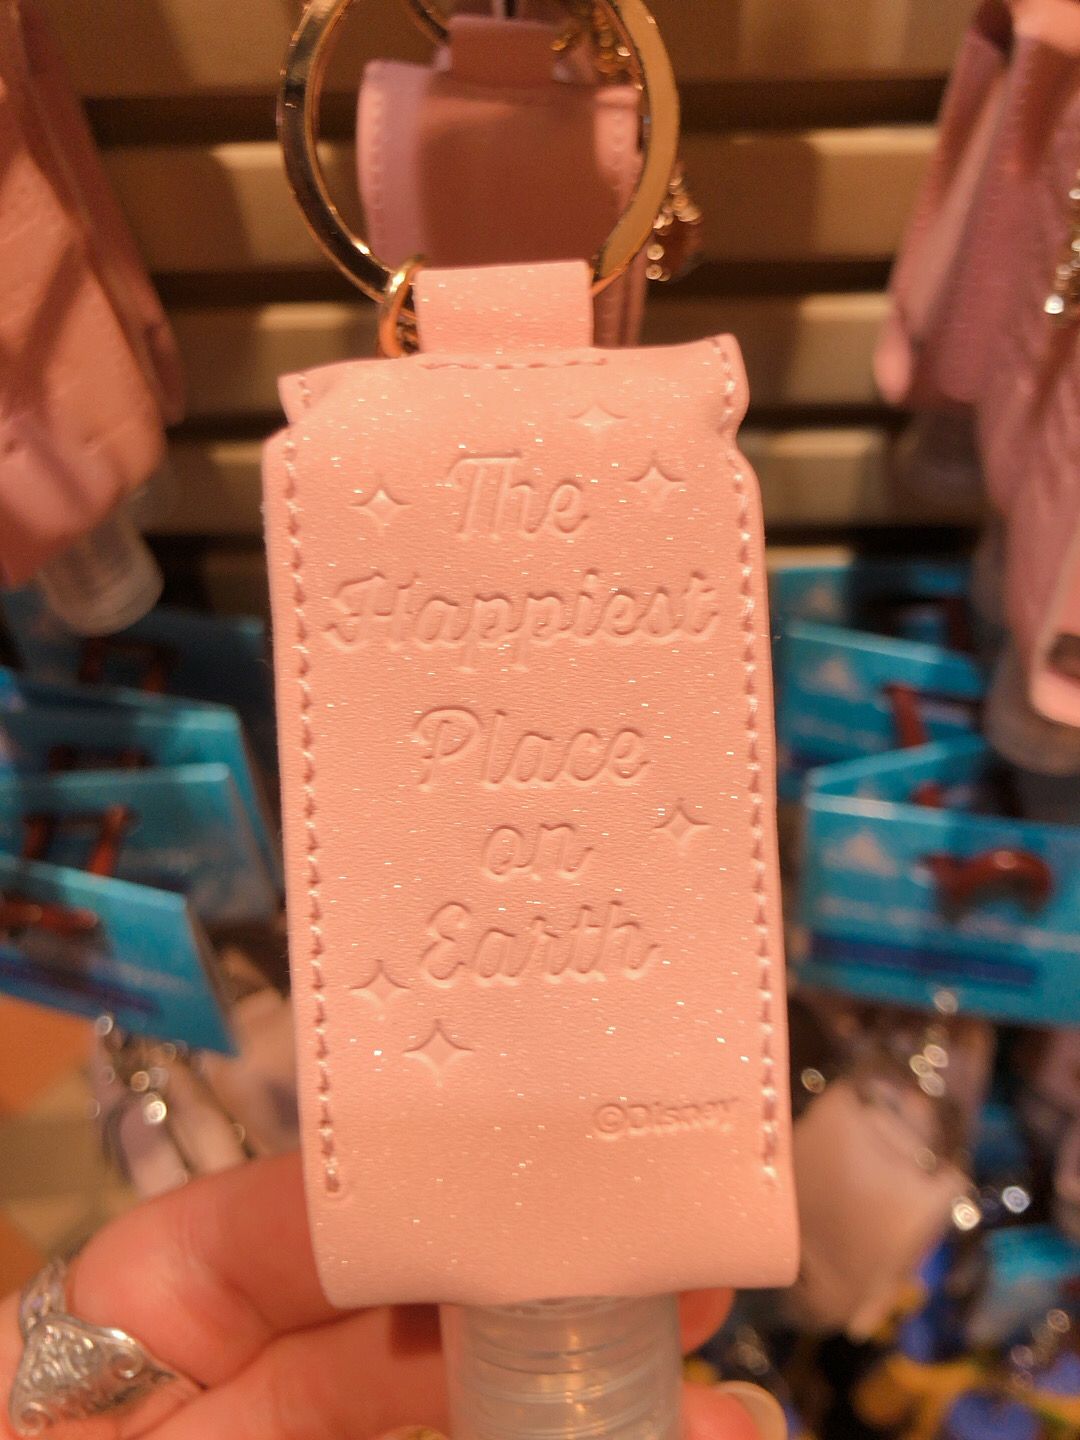 The
Happiest
Place
on
Earth
©Disney